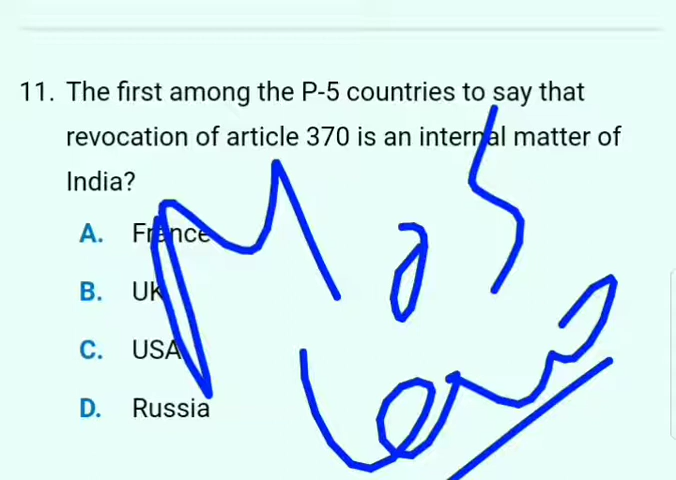 11. The first among the P-5 countries to say that
revocation of article 370 is an internal matter of
India?
A. France
B. UK
C. USA
D. Russia